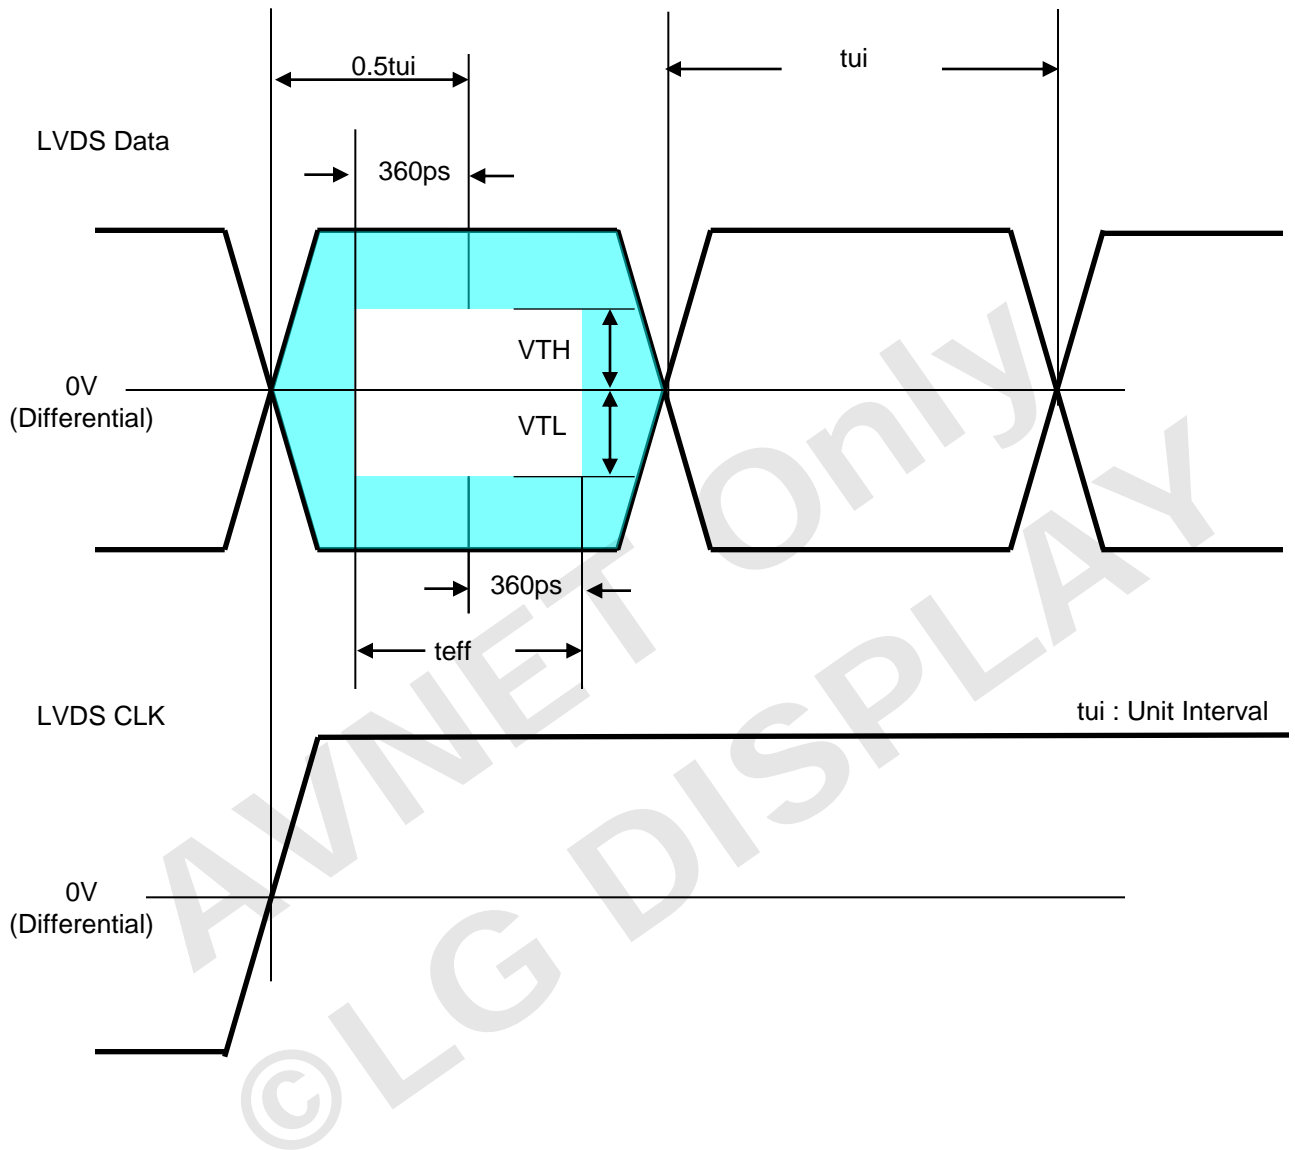 0.5tui
tui
LVDS Data
360ps
VTH
0V
(Differential)
VTL
360ps
teff
LVDS CLK
tui : Unit Interval
0V
(Differential)
AVNET Only
©LG DISPLAY